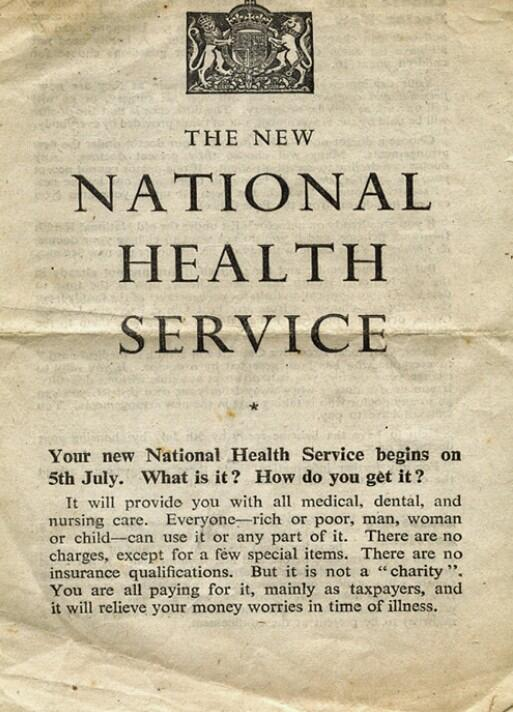 THE NEW
NATIONAL
HEALTH
SERVICE
*
Your new National Health Service begins on
5th July. What is it? How do you get it?
It will provide you with all medical, dental, and
nursing care. Everyone—rich or poor, man, woman
or child—can use it or any part of it. There are no
charges, except for a few special items. There are no
insurance qualifications. But it is not a “charity”.
You are all paying for it, mainly as taxpayers, and
it will relieve your money worries in time of illness.